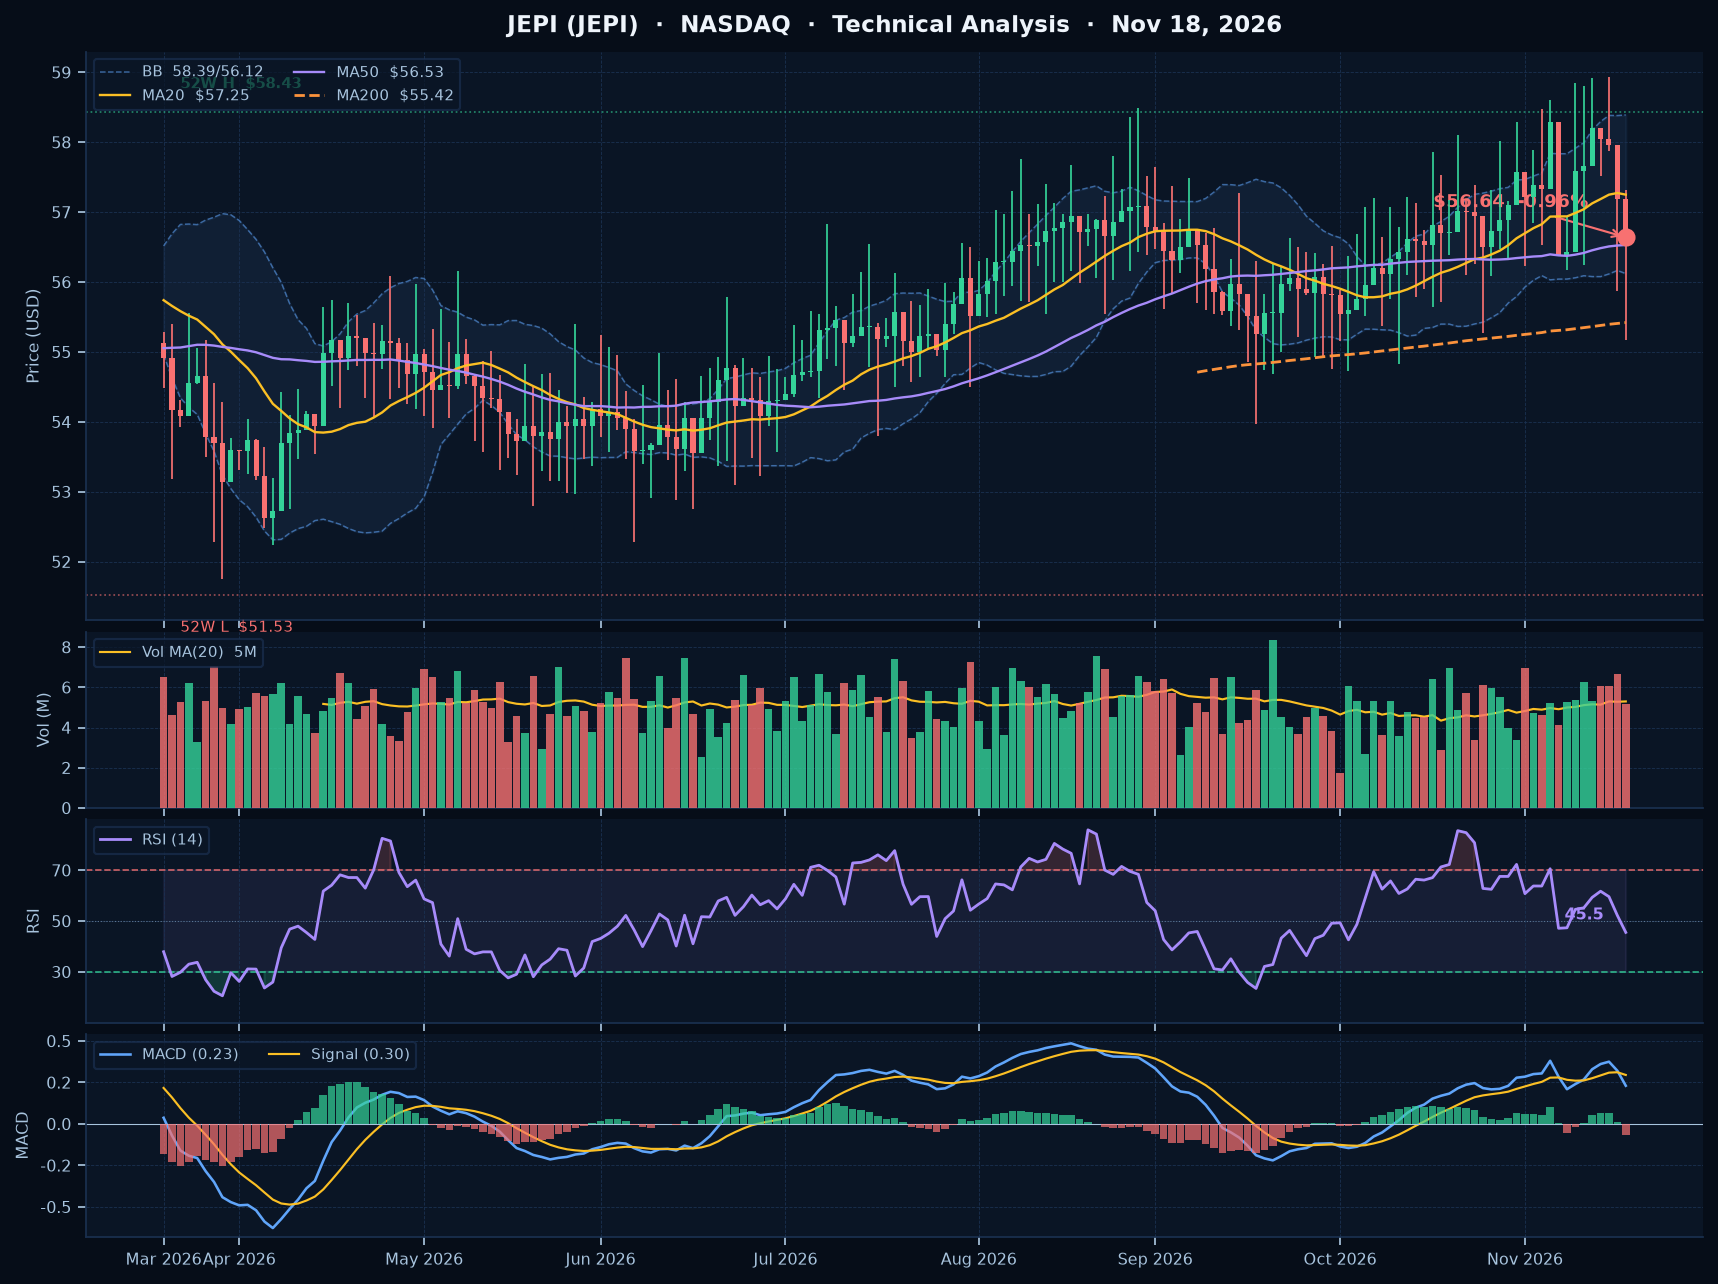 JEPI (JEPI)  ·  NASDAQ  ·  Technical Analysis  ·  Nov 18, 2026
BB  58.39/56.12
MA50  $56.53
52W H  $58.43
MA20  $57.25
MA200  $55.42
Price (USD)
59
58
57
56
55
54
53
52
$56.64  -0.96%
52W L  $51.53
Vol MA(20)  5M
Vol (M)
8
6
4
2
0
RSI (14)
RSI
70
50
30
45.5
MACD (0.23)
Signal (0.30)
MACD
0.5
0.2
0.0
-0.2
-0.5
Mar 2026
Apr 2026
May 2026
Jun 2026
Jul 2026
Aug 2026
Sep 2026
Oct 2026
Nov 2026